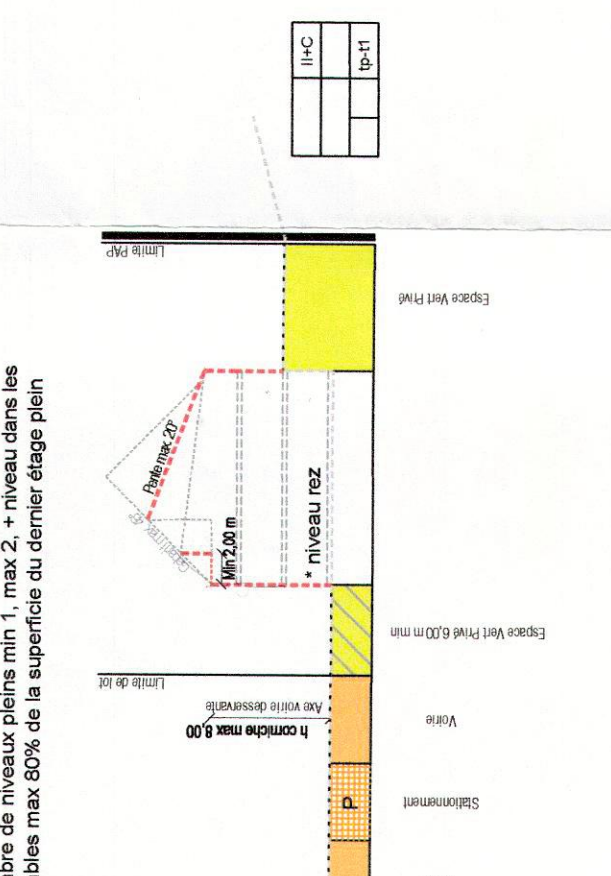 bre de niveaux pleins min 1, max 2, + niveau dans les
bles max 80% de la superficie du dernier étage plein
II+C
tp-t1
Limite PAP
Espace Vert Privé
Pente max. 20°
Min 2,00 m
* niveau rez
Espace Vert Privé 6,00 m min
Limite de lot
Axe voirie desservante
h corniche max 8,00
Voirie
P
Stationnement